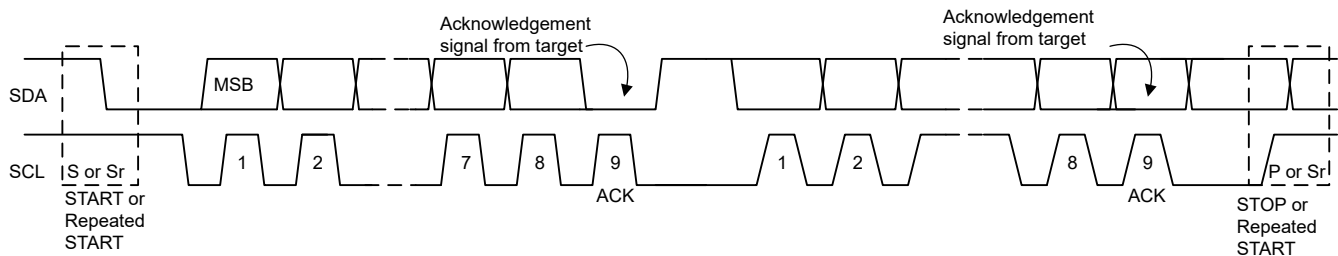 Acknowledgement
signal from target
Acknowledgement
signal from target
SDA
MSB
SCL
S or Sr
1
2
7
8
9
1
2
8
9
P or Sr
ACK
ACK
START or
Repeated
START
STOP or
Repeated
START